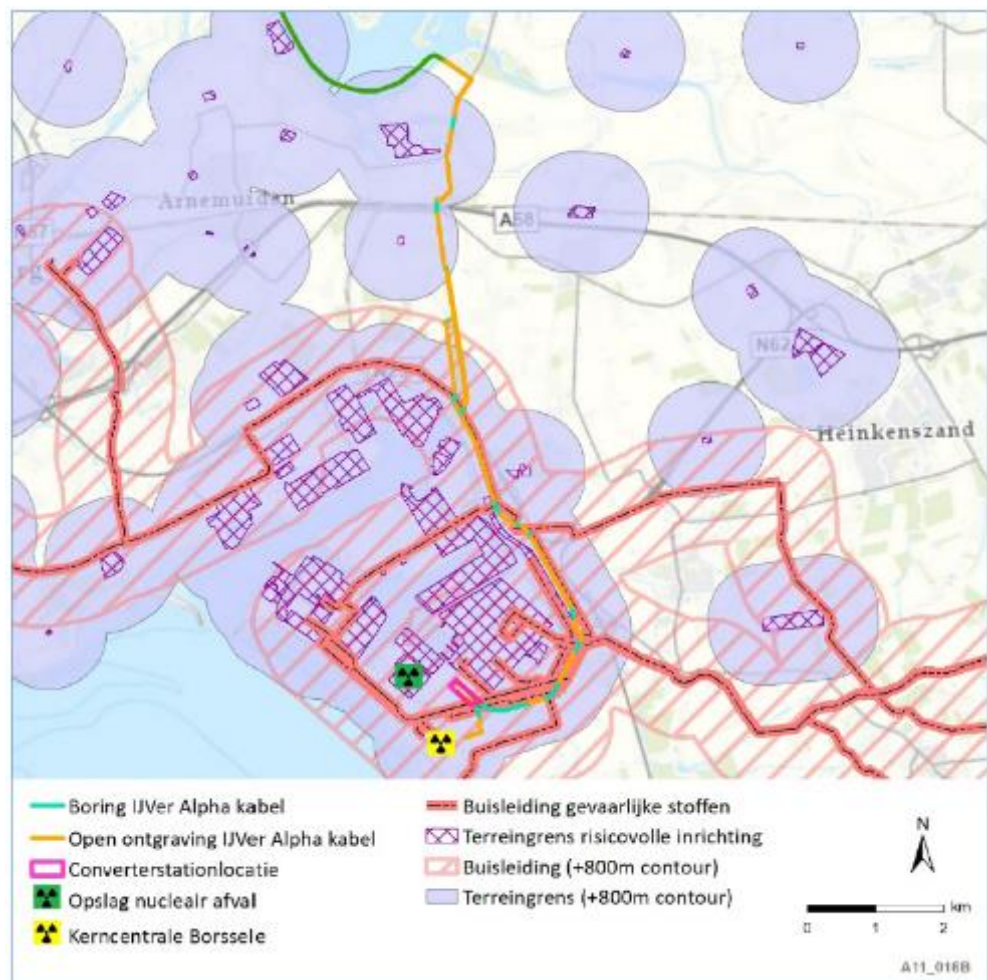 Arnemuiden
A58
N62
Heinkenszand
Boring IJVer Alpha kabel
Open ontgraving IJVer Alpha kabel
Converterstationlocatie
Opslag nucleair afval
Kerncentrale Borssele
Buisleiding gevaarlijke stoffen
Terreingrens risicovolle inrichting
Buisleiding (+800m contour)
Terreingrens (+800m contour)
N
km
0 1 2
A11_018B